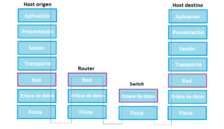 Host origen
Host destino
Aplicación
Presentación
Sesión
Transporte
Red
Enlace de datos
Física
Router
Red
Enlace de datos
Física
Switch
Enlace de datos
Física
Aplicación
Presentación
Sesión
Transporte
Red
Enlace de datos
Física